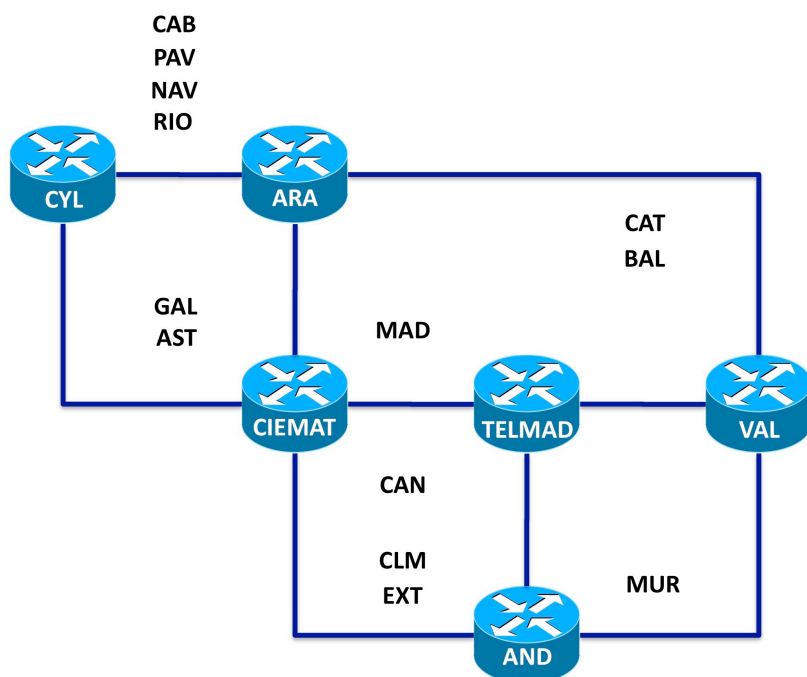 CAB
PAV
NAV
RIO
CYL
ARA
CAT
BAL
GAL
AST
MAD
CIEMAT
TELMAD
VAL
CAN
CLM
EXT
MUR
AND